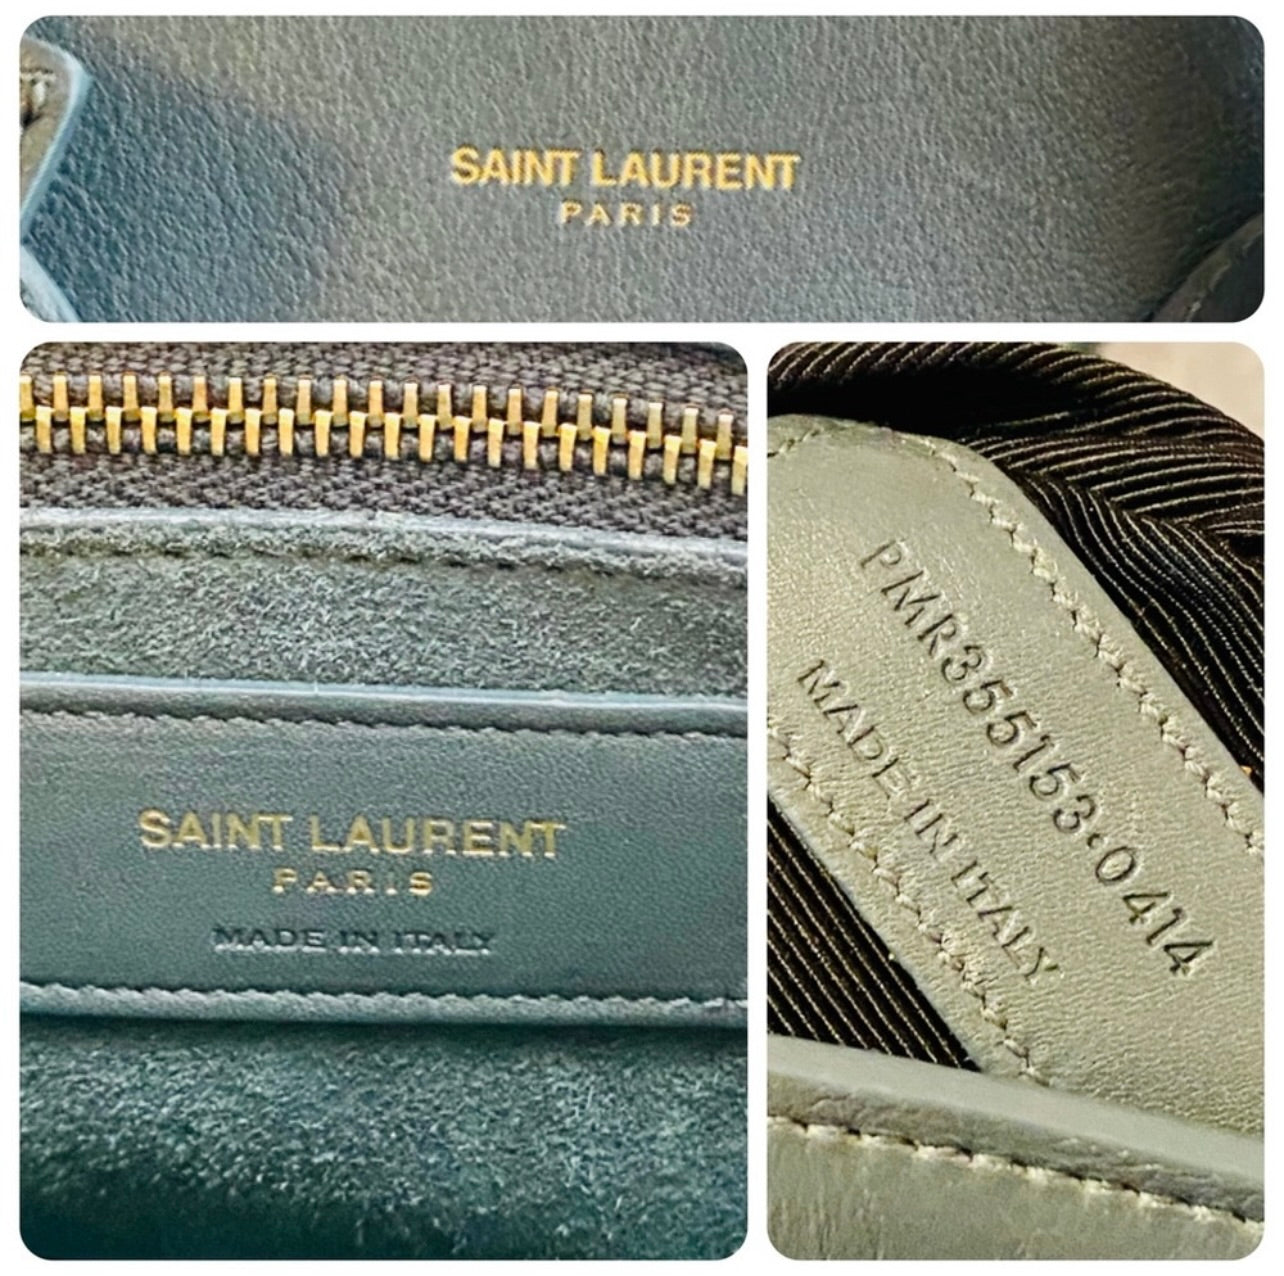 SAINT LAURENT
PARIS
SAINT LAURENT
PARIS
MADE IN ITALY
PMR355153·0414
MADE IN ITALY